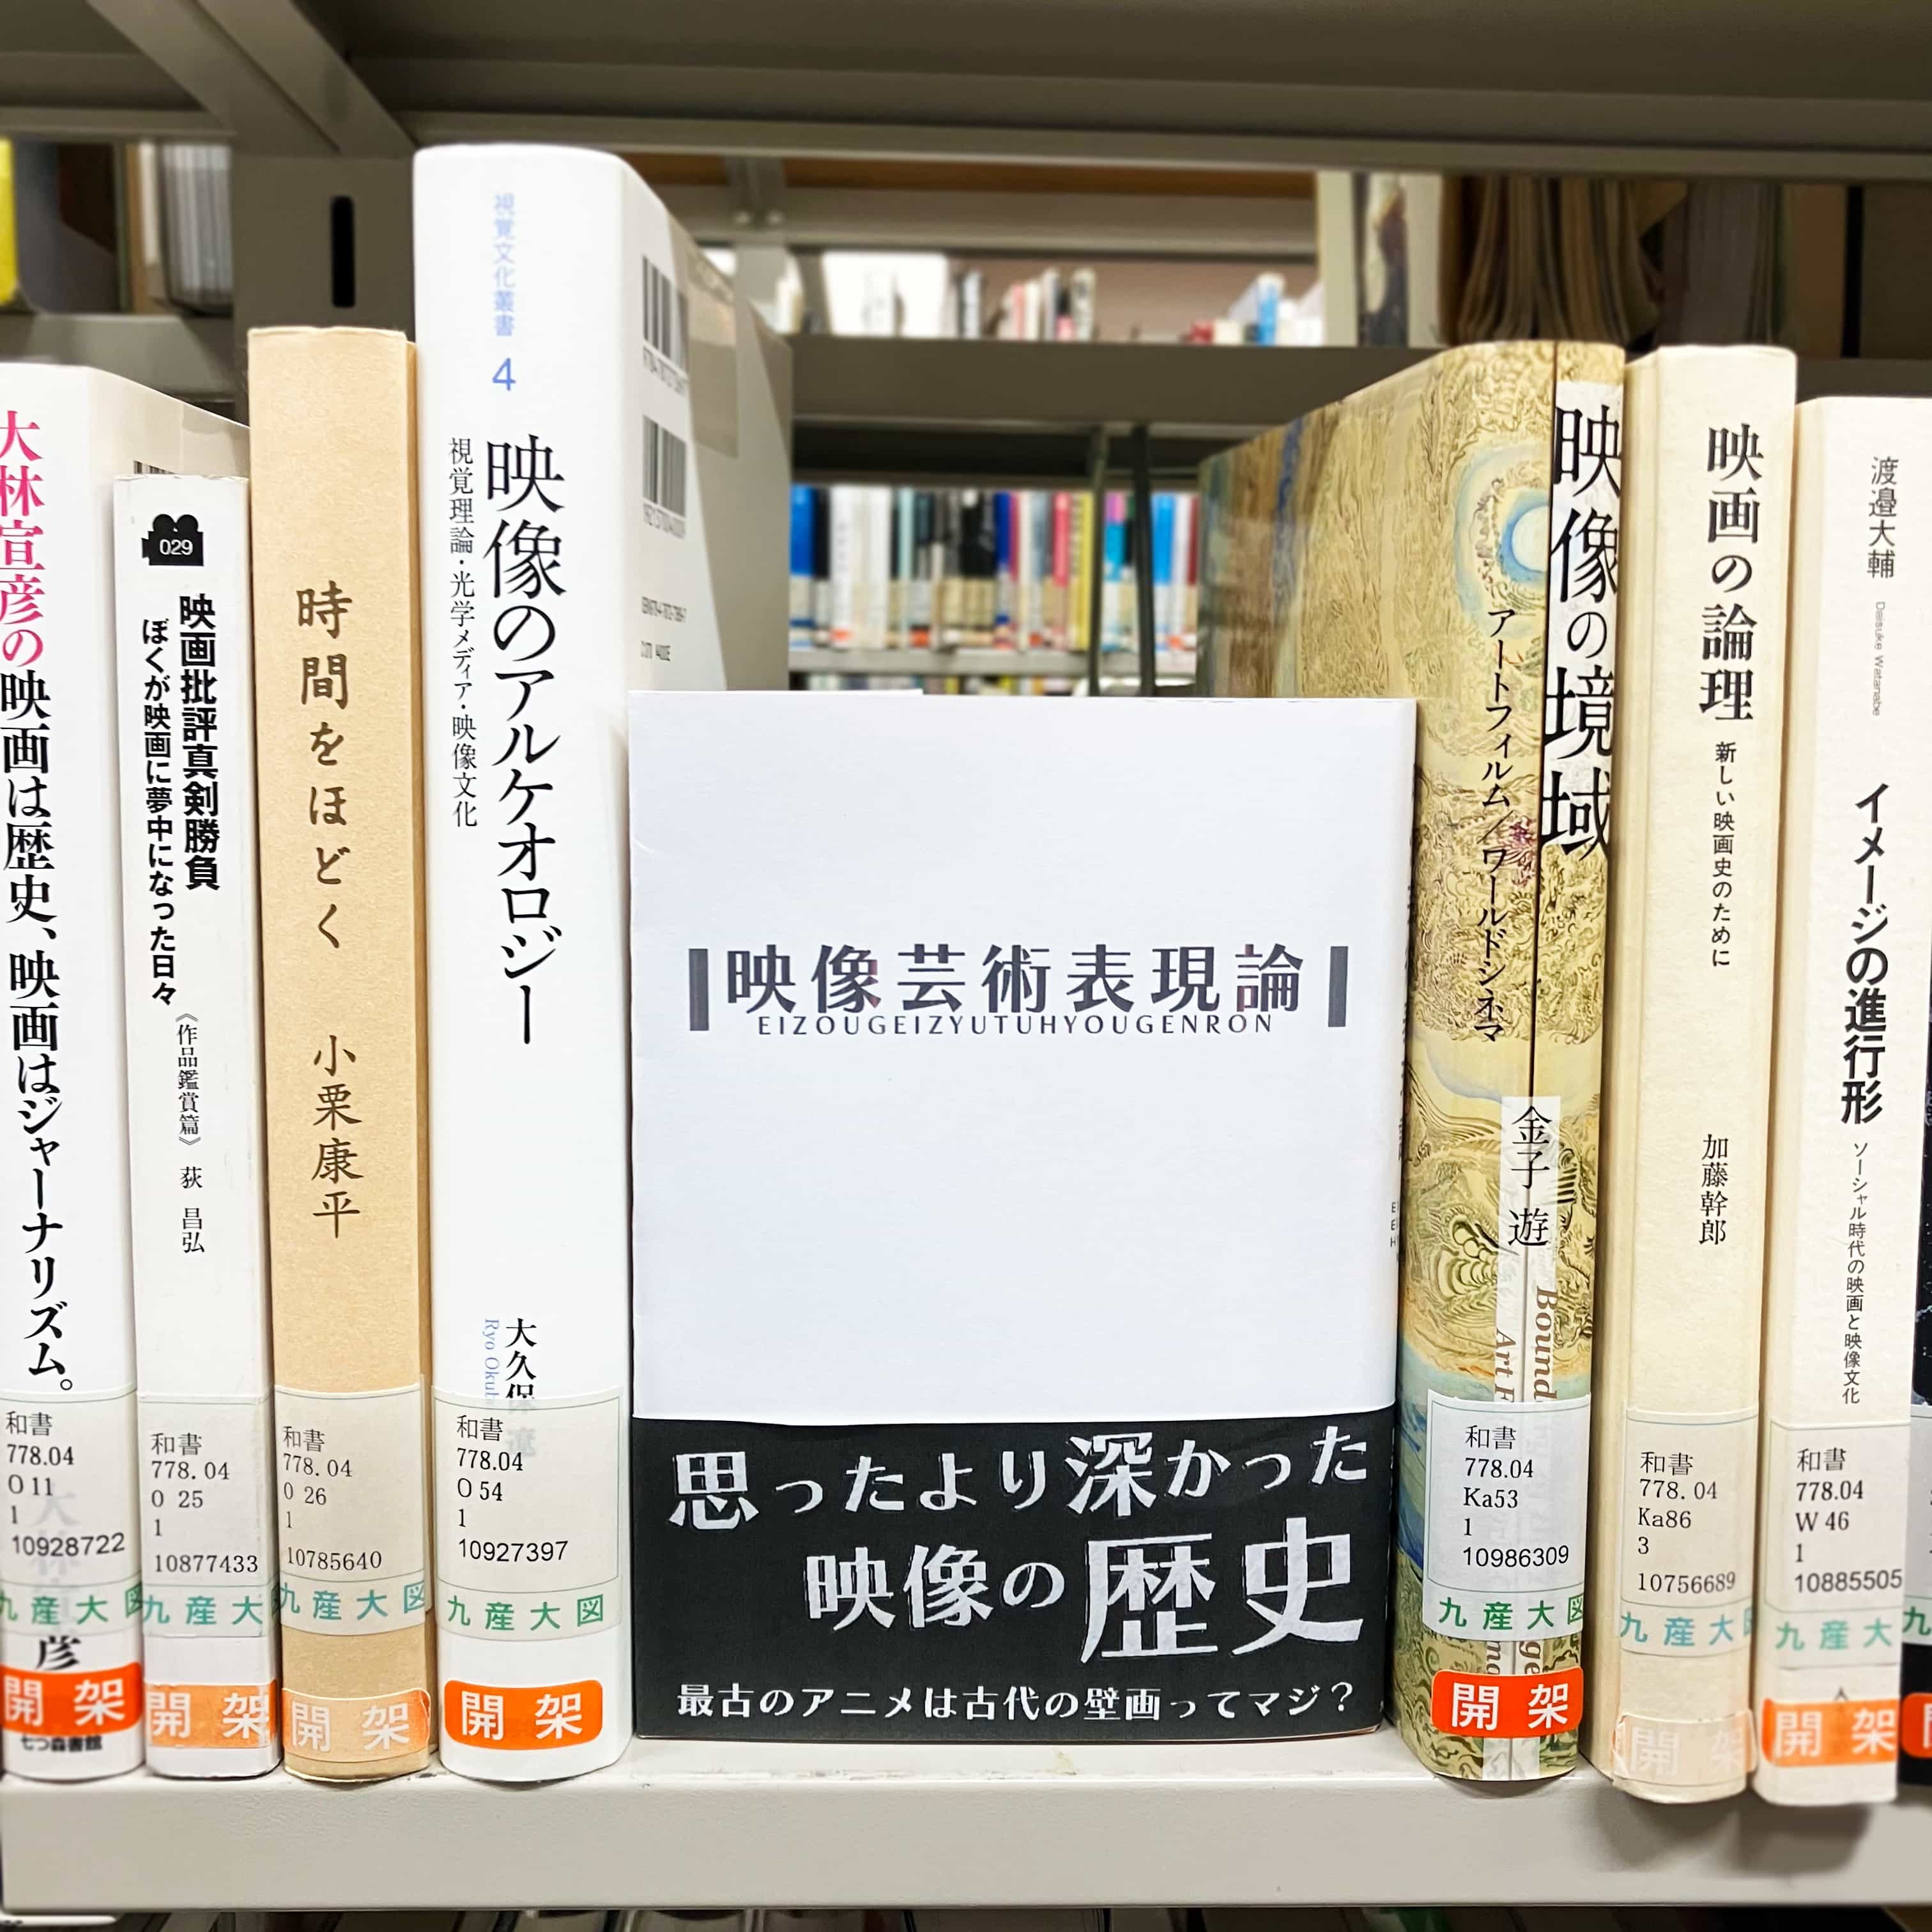 大林宣彦の映画は歴史、映画はジャーナリズム。
彦
和書
778.04
O 11
1
10928722
九産大図
開架
七つ森書館
029
映画批評真剣勝負
ぼくが映画に夢中になった日々
《作品鑑賞篇》
荻 昌弘
和書
778.04
O 25
1
10877433
九産大
開架
時間をほどく
小栗康平
和書
778.04
O 26
1
10785640
九産大図
開架
視覚文化叢書
4
映像のアルケオロジー
視覚理論・光学メディア・映像文化
大久保
Ryo Okub
和書
778.04
O 54
1
10927397
九産大図
開架
映像芸術表現論
EIZOUGEIZYUTUHYOUGENRON
思ったより深かった
映像の歴史
最古のアニメは古代の壁画ってマジ？
映像の境域
アートフィルム／ワールドシネマ
金子 遊
Bound
Art F
和書
778.04
Ka53
1
10986309
九産大図
開架
映画の論理
新しい映画史のために
加藤幹郎
和書
778.04
Ka86
3
10756689
九産大図
開架
渡邉大輔
Daisuke Watanabe
イメージの進行形
ソーシャル時代の映画と映像文化
和書
778.04
W 46
1
10885505
九産大
開架